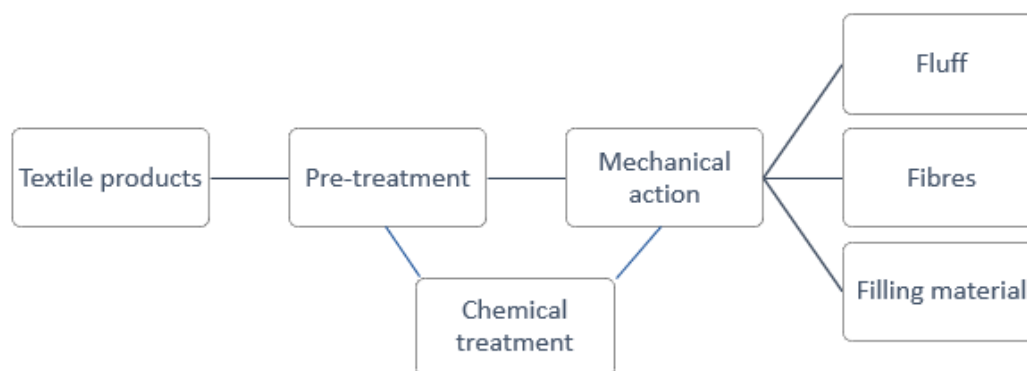 Fluff
Textile products
Pre-treatment
Mechanical
action
Fibres
Chemical
treatment
Filling material